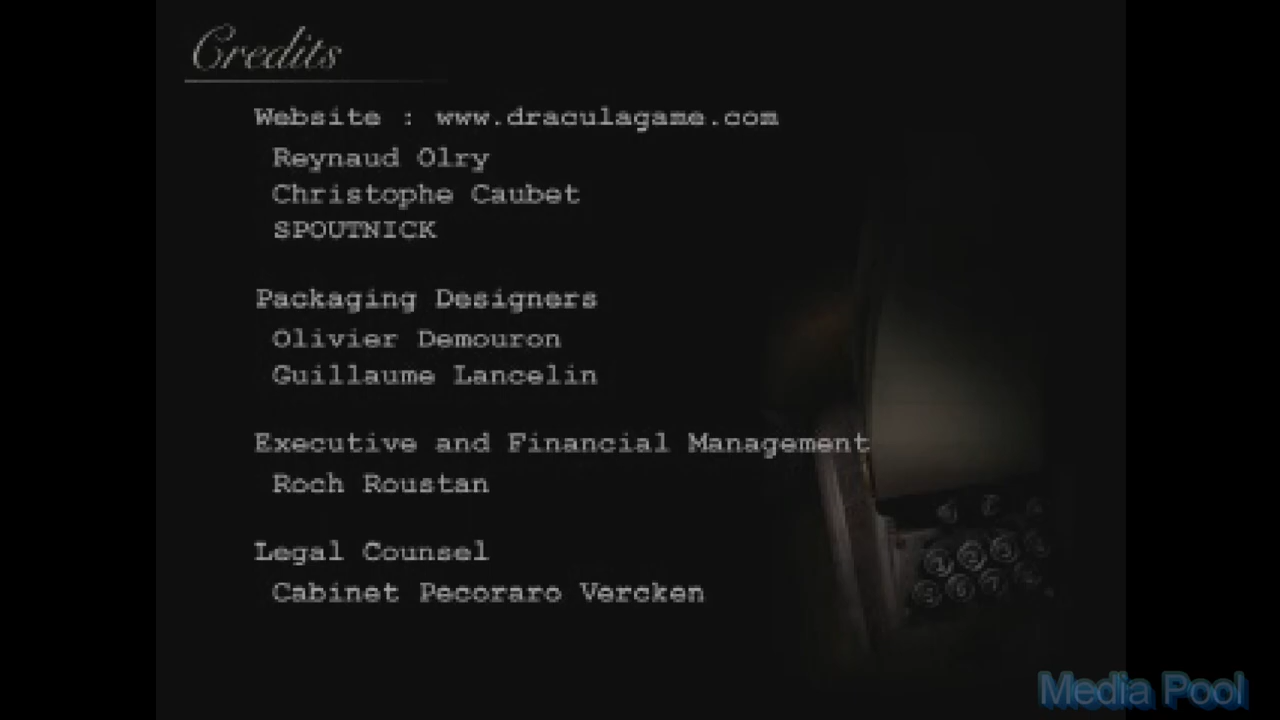 Credits
Website : www.draculagame.com
Reynaud Olry
Christophe Caubet
SPOUTNICK
Packaging Designers
Olivier Demouron
Guillaume Lancelin
Executive and Financial Management
Roch Roustan
Legal Counsel
Cabinet Pecoraro Vercken
Media Pool